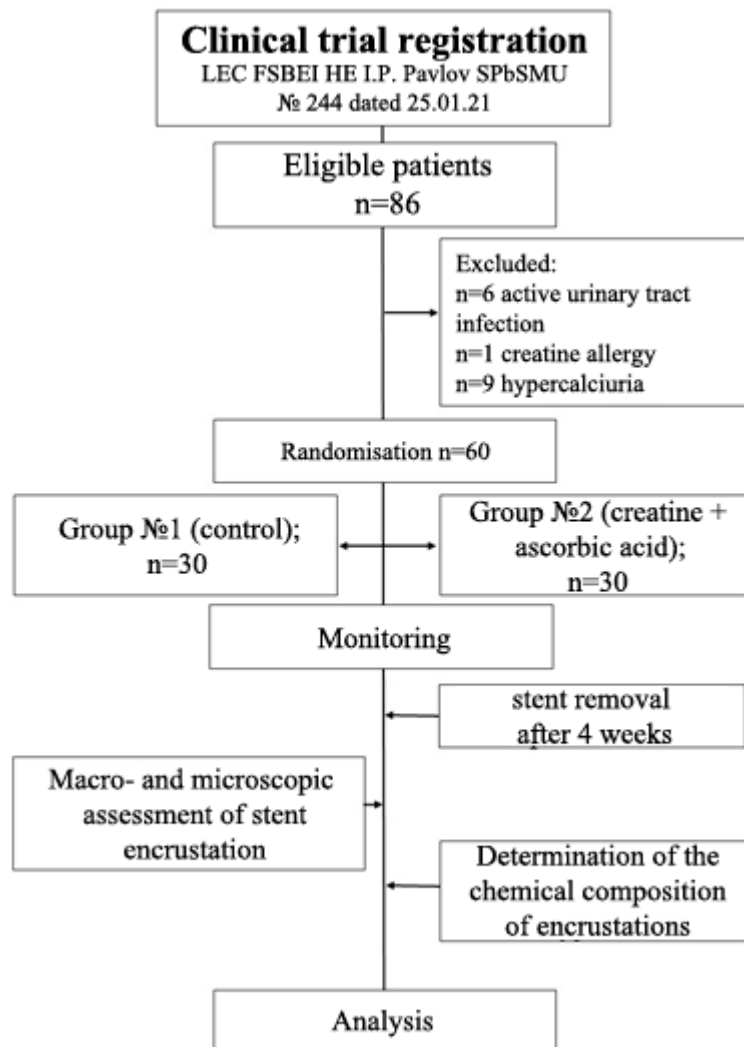 Clinical trial registration
LEC FSBEI HE I.P. Pavlov SPbSMU
№ 244 dated 25.01.21
Eligible patients
n=86
Excluded:
n=6 active urinary tract
infection
n=1 creatine allergy
n=9 hypercalciuria
Randomisation n=60
Group №1 (control);
n=30
Group №2 (creatine +
ascorbic acid);
n=30
Monitoring
stent removal
after 4 weeks
Macro- and microscopic
assessment of stent
encrustation
Determination of the
chemical composition
of encrustations
Analysis